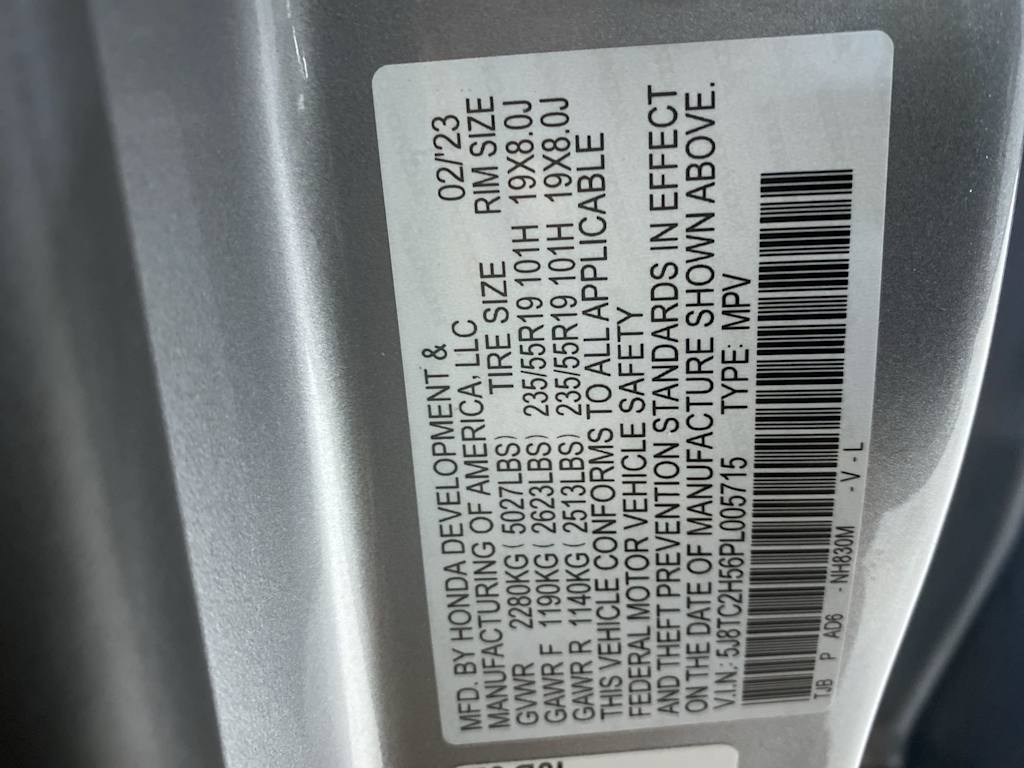 MFD. BY HONDA DEVELOPMENT &
MANUFACTURING OF AMERICA, LLC 02/'23
GVWR 2280KG ( 5027LBS) TIRE SIZE RIM SIZE
GAWR F 1190KG ( 2623LBS) 235/55R19 101H 19X8.0J
GAWR R 1140KG ( 2513LBS) 235/55R19 101H 19X8.0J
THIS VEHICLE CONFORMS TO ALL APPLICABLE
FEDERAL MOTOR VEHICLE SAFETY
AND THEFT PREVENTION STANDARDS IN EFFECT
ON THE DATE OF MANUFACTURE SHOWN ABOVE.
V.I.N.: 5J8TC2H56PL005715 TYPE: MPV
TJB P AD6 - NH830M - V - L